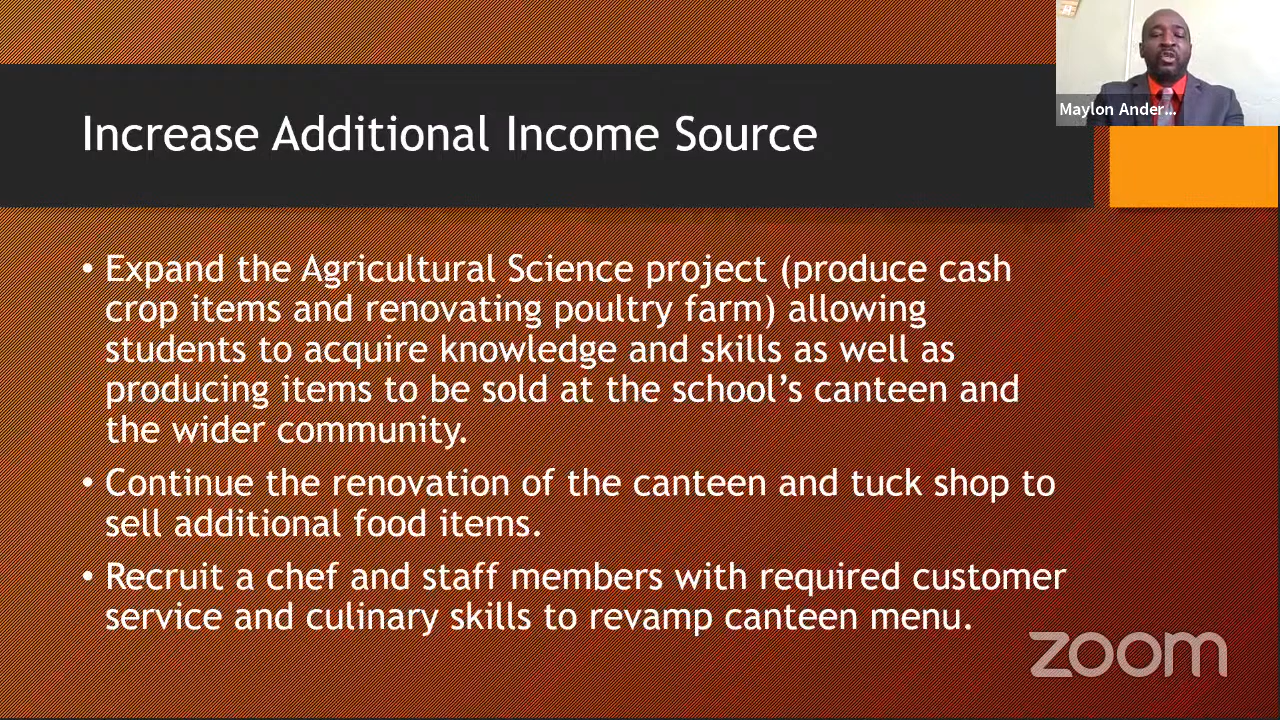 Maylon Ander...
Increase Additional Income Source
• Expand the Agricultural Science project (produce cash
crop items and renovating poultry farm) allowing
students to acquire knowledge and skills as well as
producing items to be sold at the school’s canteen and
the wider community.
• Continue the renovation of the canteen and tuck shop to
sell additional food items.
• Recruit a chef and staff members with required customer
service and culinary skills to revamp canteen menu.
zoom